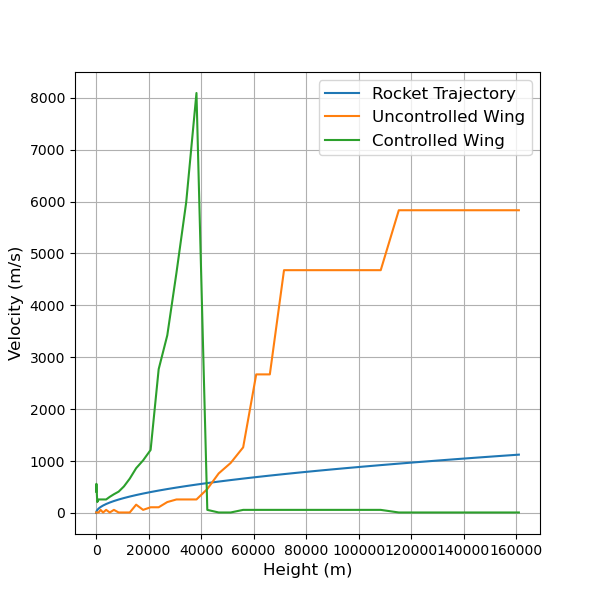 Rocket Trajectory
Uncontrolled Wing
Controlled Wing
8000
7000
6000
5000
4000
3000
2000
1000
0
Velocity (m/s)
0 20000 40000 60000 80000 100000 120000 140000 160000
Height (m)